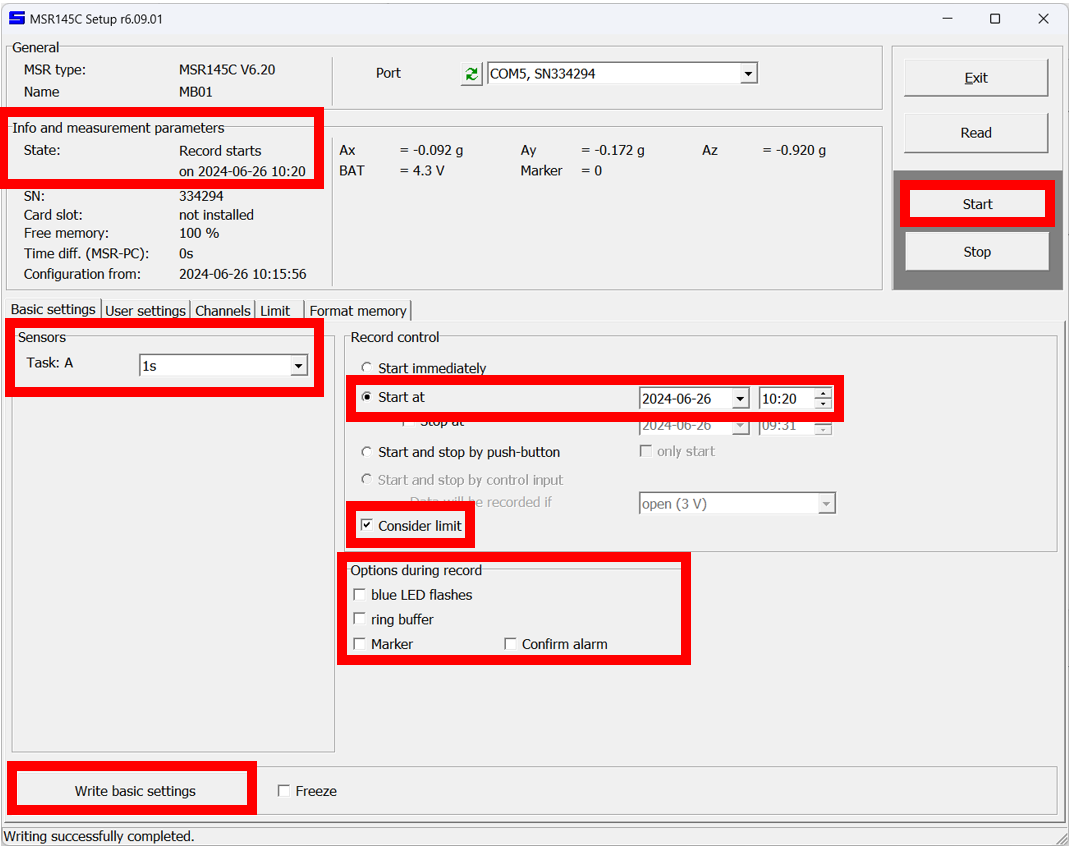 MSR145C Setup r6.09.01
General
MSR type: MSR145C V6.20
Name MB01
Port COM5, SN334294
Exit
Read
Start
Stop
Info and measurement parameters
State: Record starts
on 2024-06-26 10:20
SN: 334294
Card slot: not installed
Free memory: 100 %
Time diff. (MSR-PC): 0s
Configuration from: 2024-06-26 10:15:56
Ax = -0.092 g Ay = -0.172 g Az = -0.920 g
BAT = 4.3 V Marker = 0
Basic settings User settings Channels Limit Format memory
Sensors
Task: A 1s
Record control
Start immediately
Start at 2024-06-26 10:20
Stop at 2024-06-26 09:31
Start and stop by push-button only start
Start and stop by control input
Data will be recorded if open (3 V)
Consider limit
Options during record
blue LED flashes
ring buffer
Marker Confirm alarm
Write basic settings Freeze
Writing successfully completed.